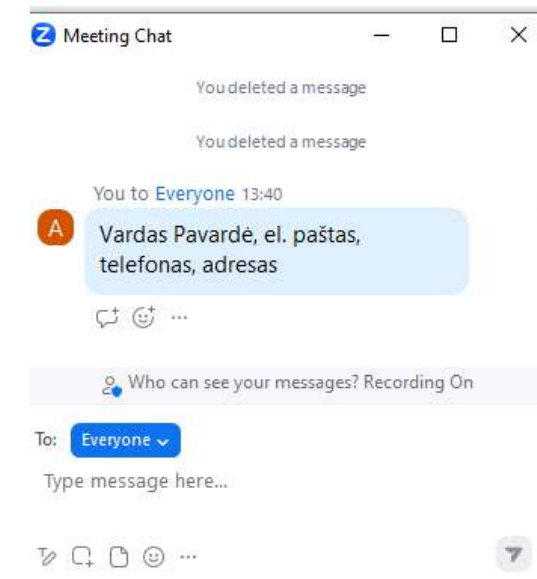 Meeting Chat
You deleted a message
You deleted a message
You to Everyone 13:40
A
Vardas Pavardė, el. paštas,
telefonas, adresas
Who can see your messages? Recording On
To: Everyone
Type message here...